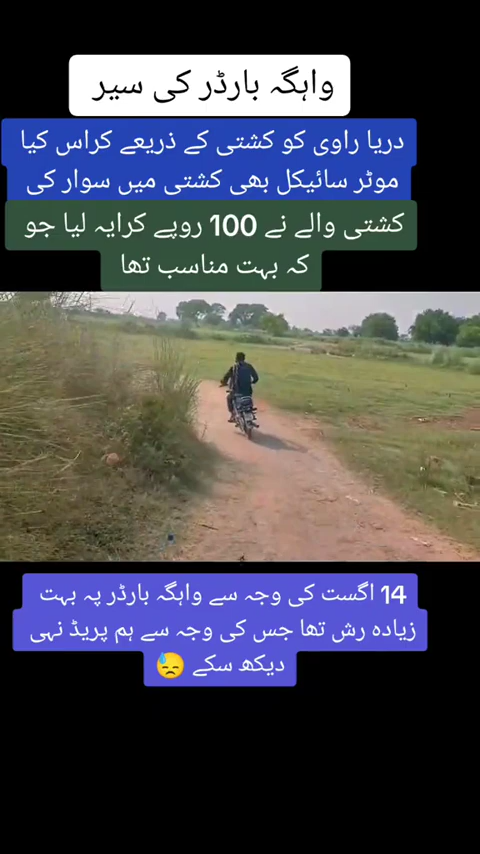 واہگہ بارڈر کی سیر
دریا راوی کو کشتی کے ذریعے کراس کیا
موٹر سائیکل بھی کشتی میں سوار کی
کشتی والے نے 100 روپے کرایہ لیا جو
کہ بہت مناسب تھا
14 اگست کی وجہ سے واہگہ بارڈر پہ بہت
زیادہ رش تھا جس کی وجہ سے ہم پریڈ نہی
دیکھ سکے 😓